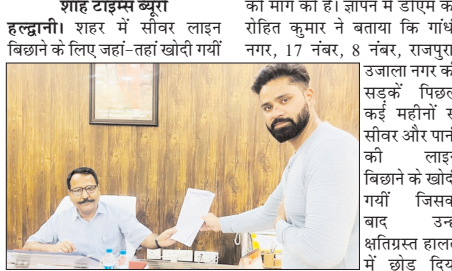 शाह टाइम्स ब्यूरो
हल्द्वानी। शहर में सीवर लाइन
बिछाने के लिए जहां-तहां खोदी गयीं
की मांग की है। ज्ञापन में डीएम को
रोहित कुमार ने बताया कि गांधी
नगर, 17 नंबर, 8 नंबर, राजपुरा
उजाला नगर की
सड़कें पिछले
कई महीनों से
सीवर और पानी
की लाइन
बिछाने के खोदी
गयीं जिसके
बाद उन्हें
क्षतिग्रस्त हालत
में छोड़ दिया